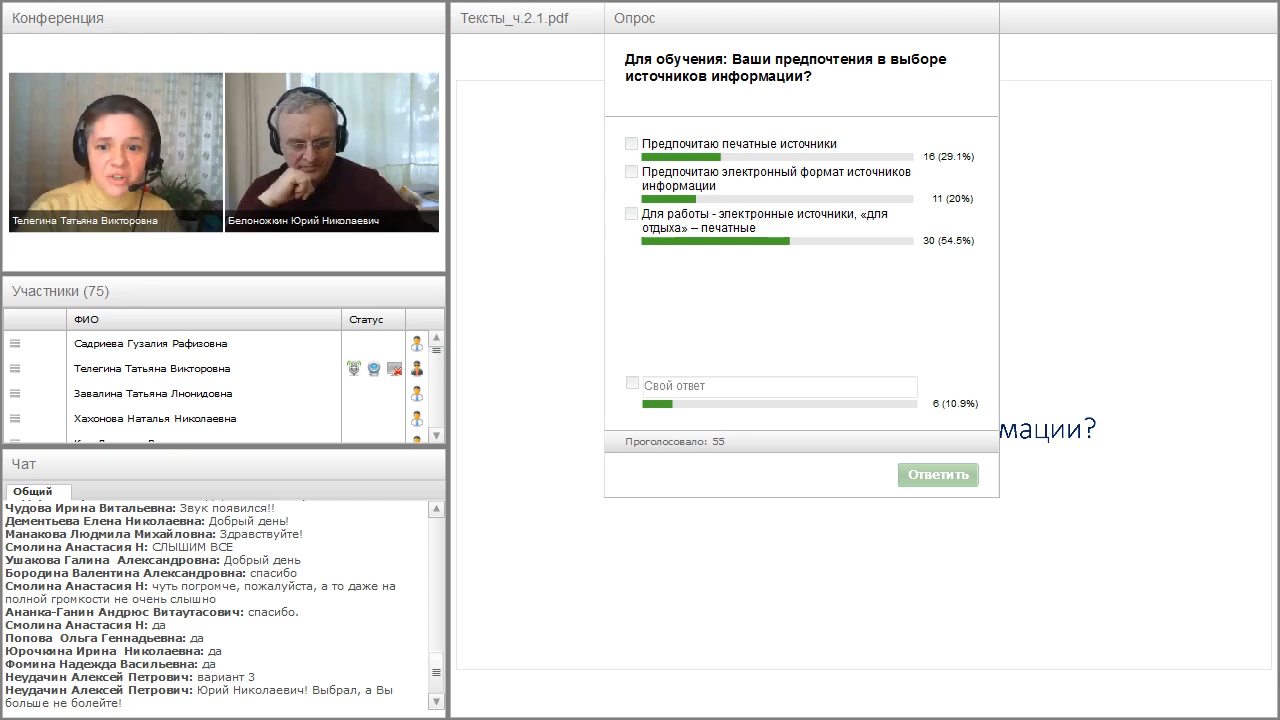 Конференция
Телегина Татьяна Викторовна
Белоножкин Юрий Николаевич
Участники (75)
ФИО
Статус
Садриева Гузалия Рафизовна
Телегина Татьяна Викторовна
Завалина Татьяна Лнонидовна
Хахонова Наталья Николаевна
Чат
Общий
Чудова Ирина Витальевна: Звук появился!!
Дементьева Елена Николаевна: Добрый день!
Манакова Людмила Михайловна: Здравствуйте!
Смолина Анастасия Н: СЛЫШИМ ВСЕ
Ушакова Галина Александровна: Добрый день
Бородина Валентина Александровна: спасибо
Смолина Анастасия Н: чуть погромче, пожалуйста, а то даже на
полной громкости не очень слышно
Ананка-Ганин Андрюс Витаутасович: спасибо.
Смолина Анастасия Н: да
Попова Ольга Геннадьевна: да
Юрочкина Ирина Николаевна: да
Фомина Надежда Васильевна: да
Неудачин Алексей Петрович: вариант 3
Неудачин Алексей Петрович: Юрий Николаевич! Выбрал, а Вы
больше не болейте!
Тексты_ч.2.1.pdf
Опрос
Для обучения: Ваши предпочтения в выборе
источников информации?
Предпочитаю печатные источники
16 (29.1%)
Предпочитаю электронный формат источников
информации
11 (20%)
Для работы - электронные источники, «для
отдыха» – печатные
30 (54.5%)
Свой ответ
6 (10.9%)
Проголосовало: 55
Ответить
мации?